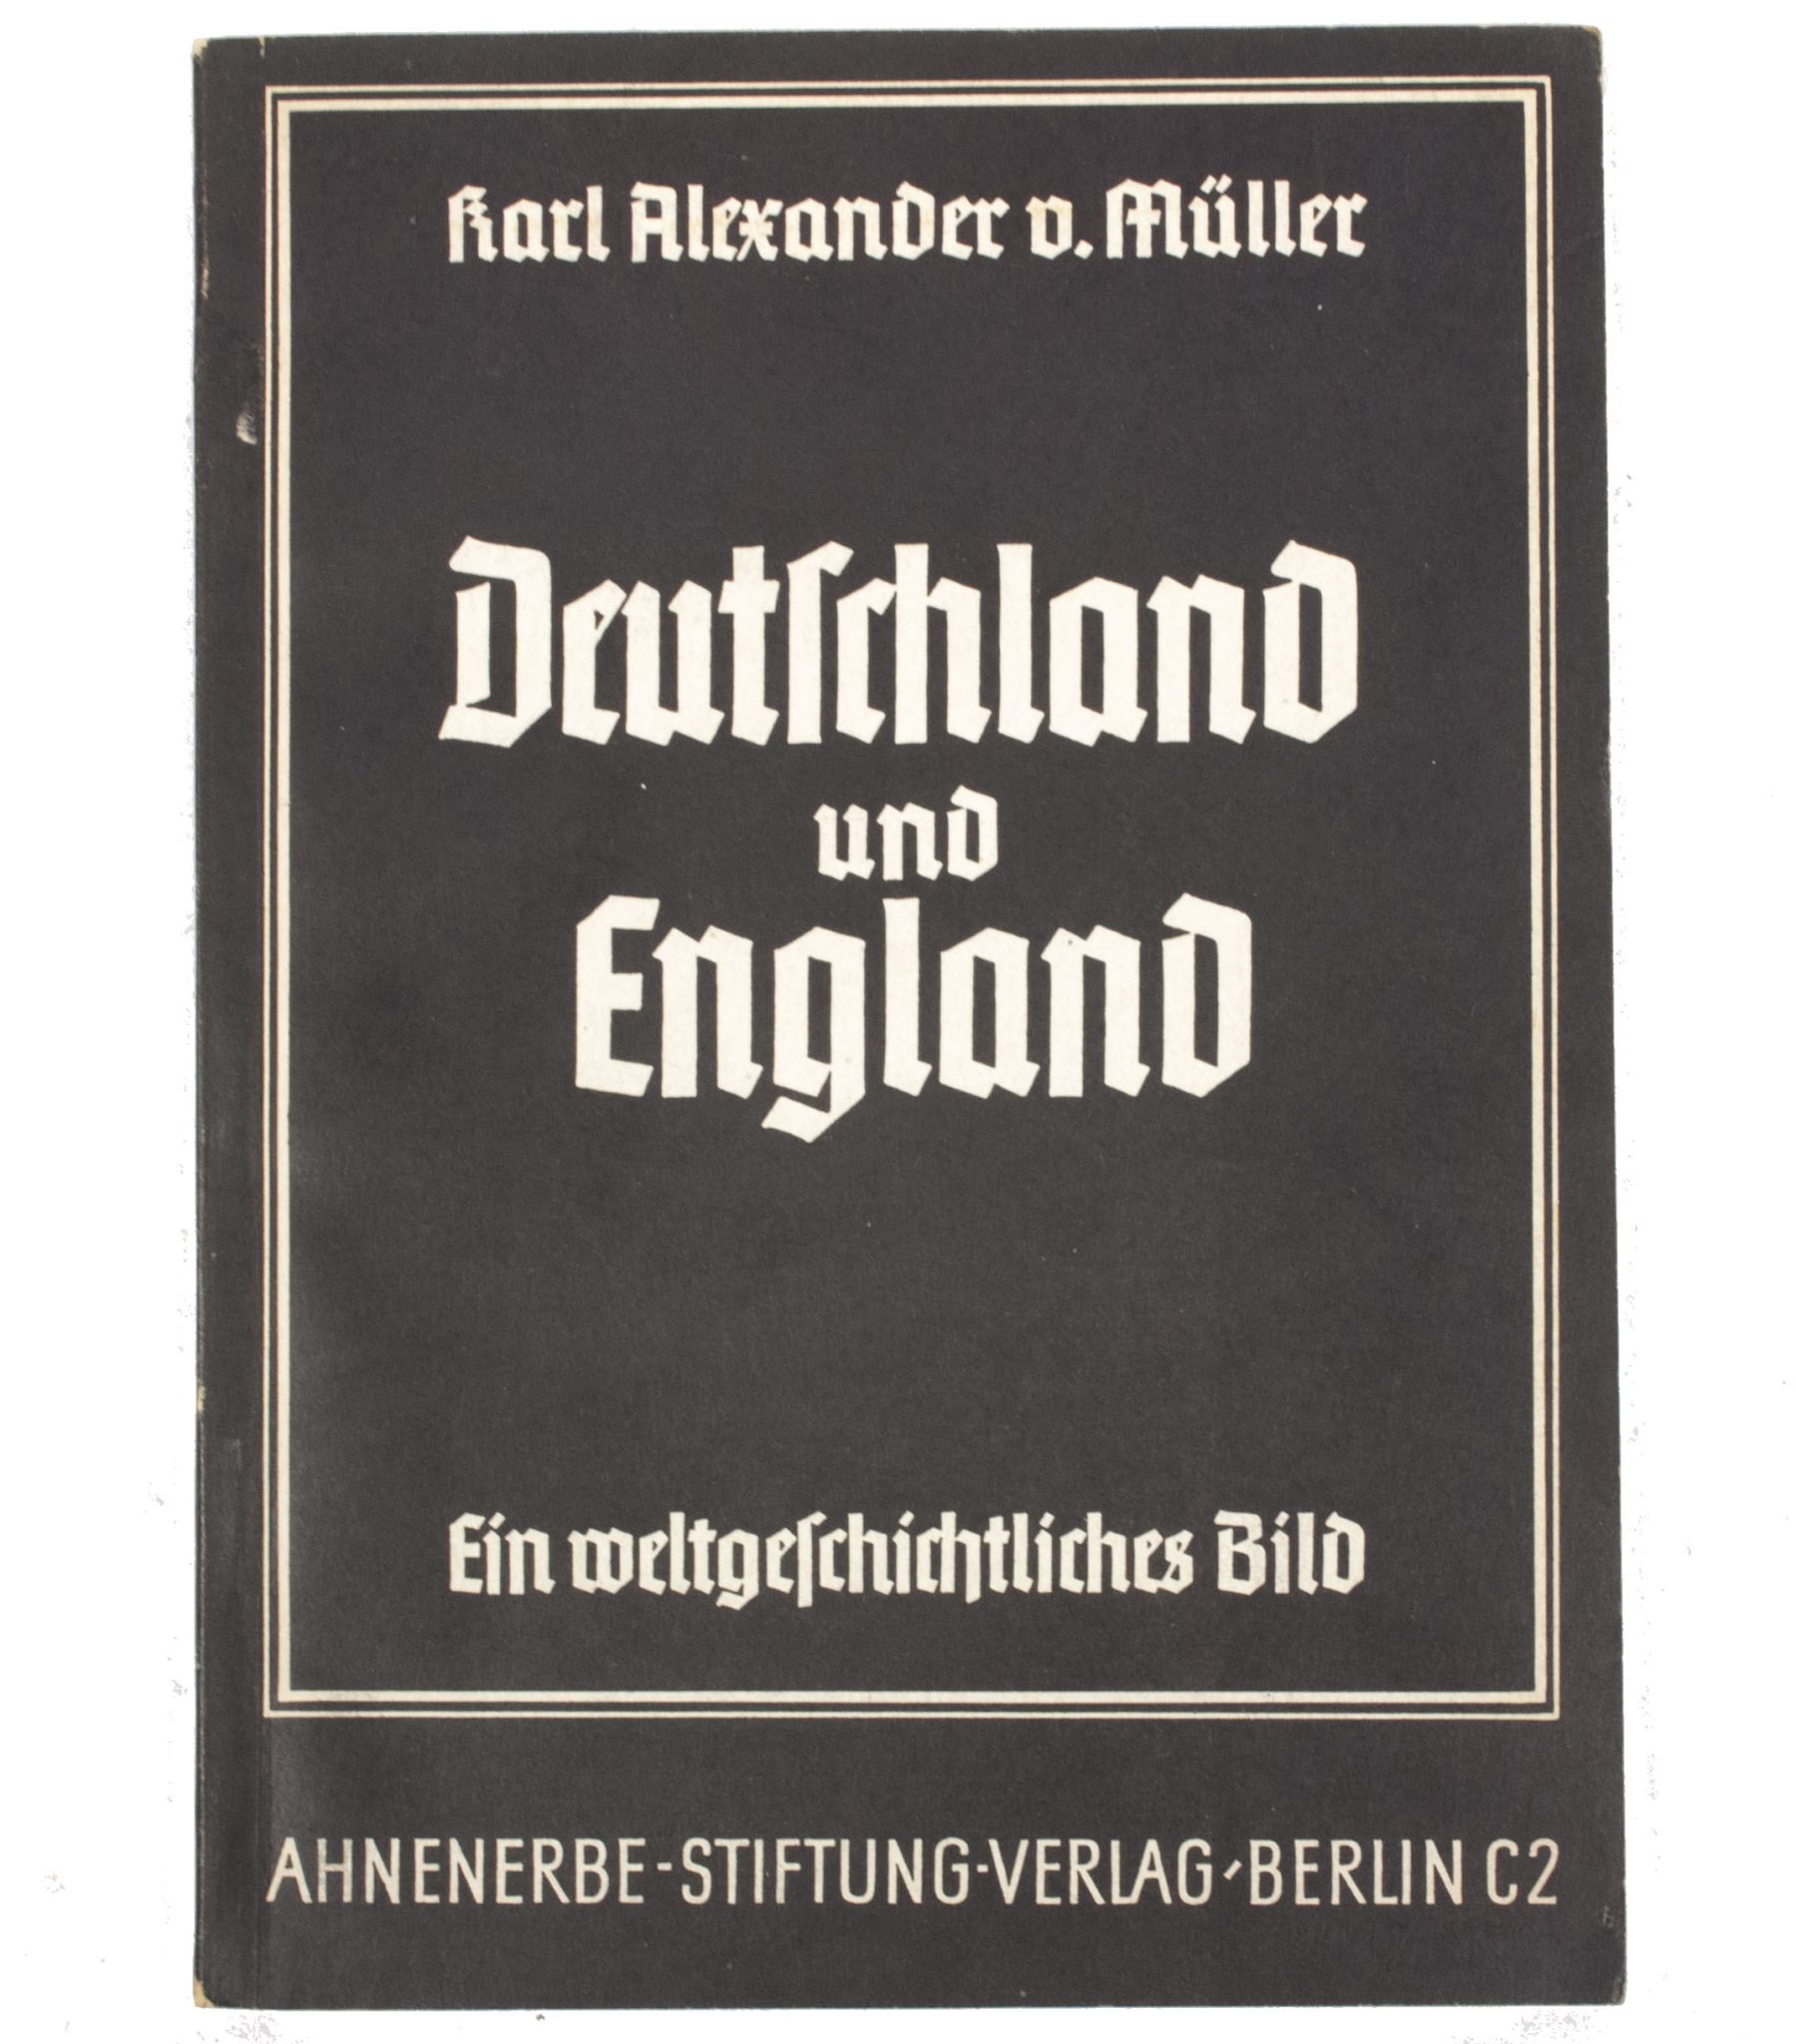 Karl Alexander v. Müller
Deutſchland
und
England
Ein weltgeſchichtliches Bild
AHNENERBE-STIFTUNG-VERLAG-BERLIN C2